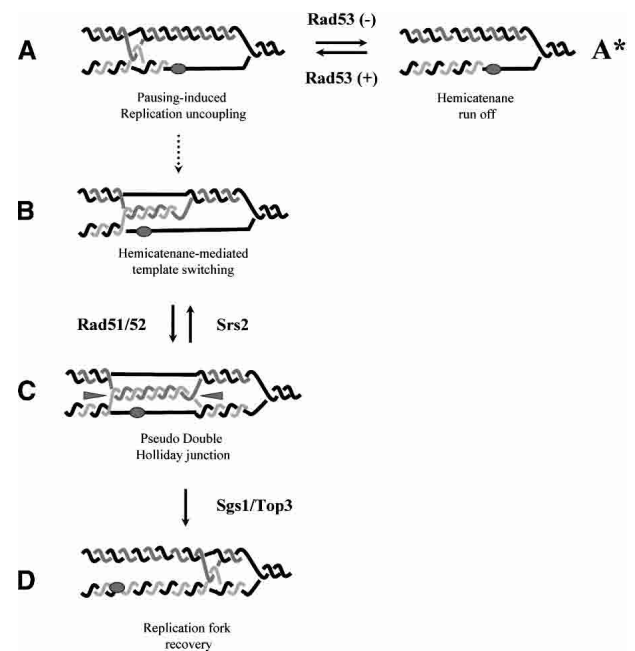 A
Rad53 (-)
Rad53 (+)
A*
Pausing-induced
Replication uncoupling
Hemicatenane
run off
B
Hemicatenane-mediated
template switching
Rad51/52
Srs2
C
Pseudo Double
Holliday junction
Sgs1/Top3
D
Replication fork
recovery